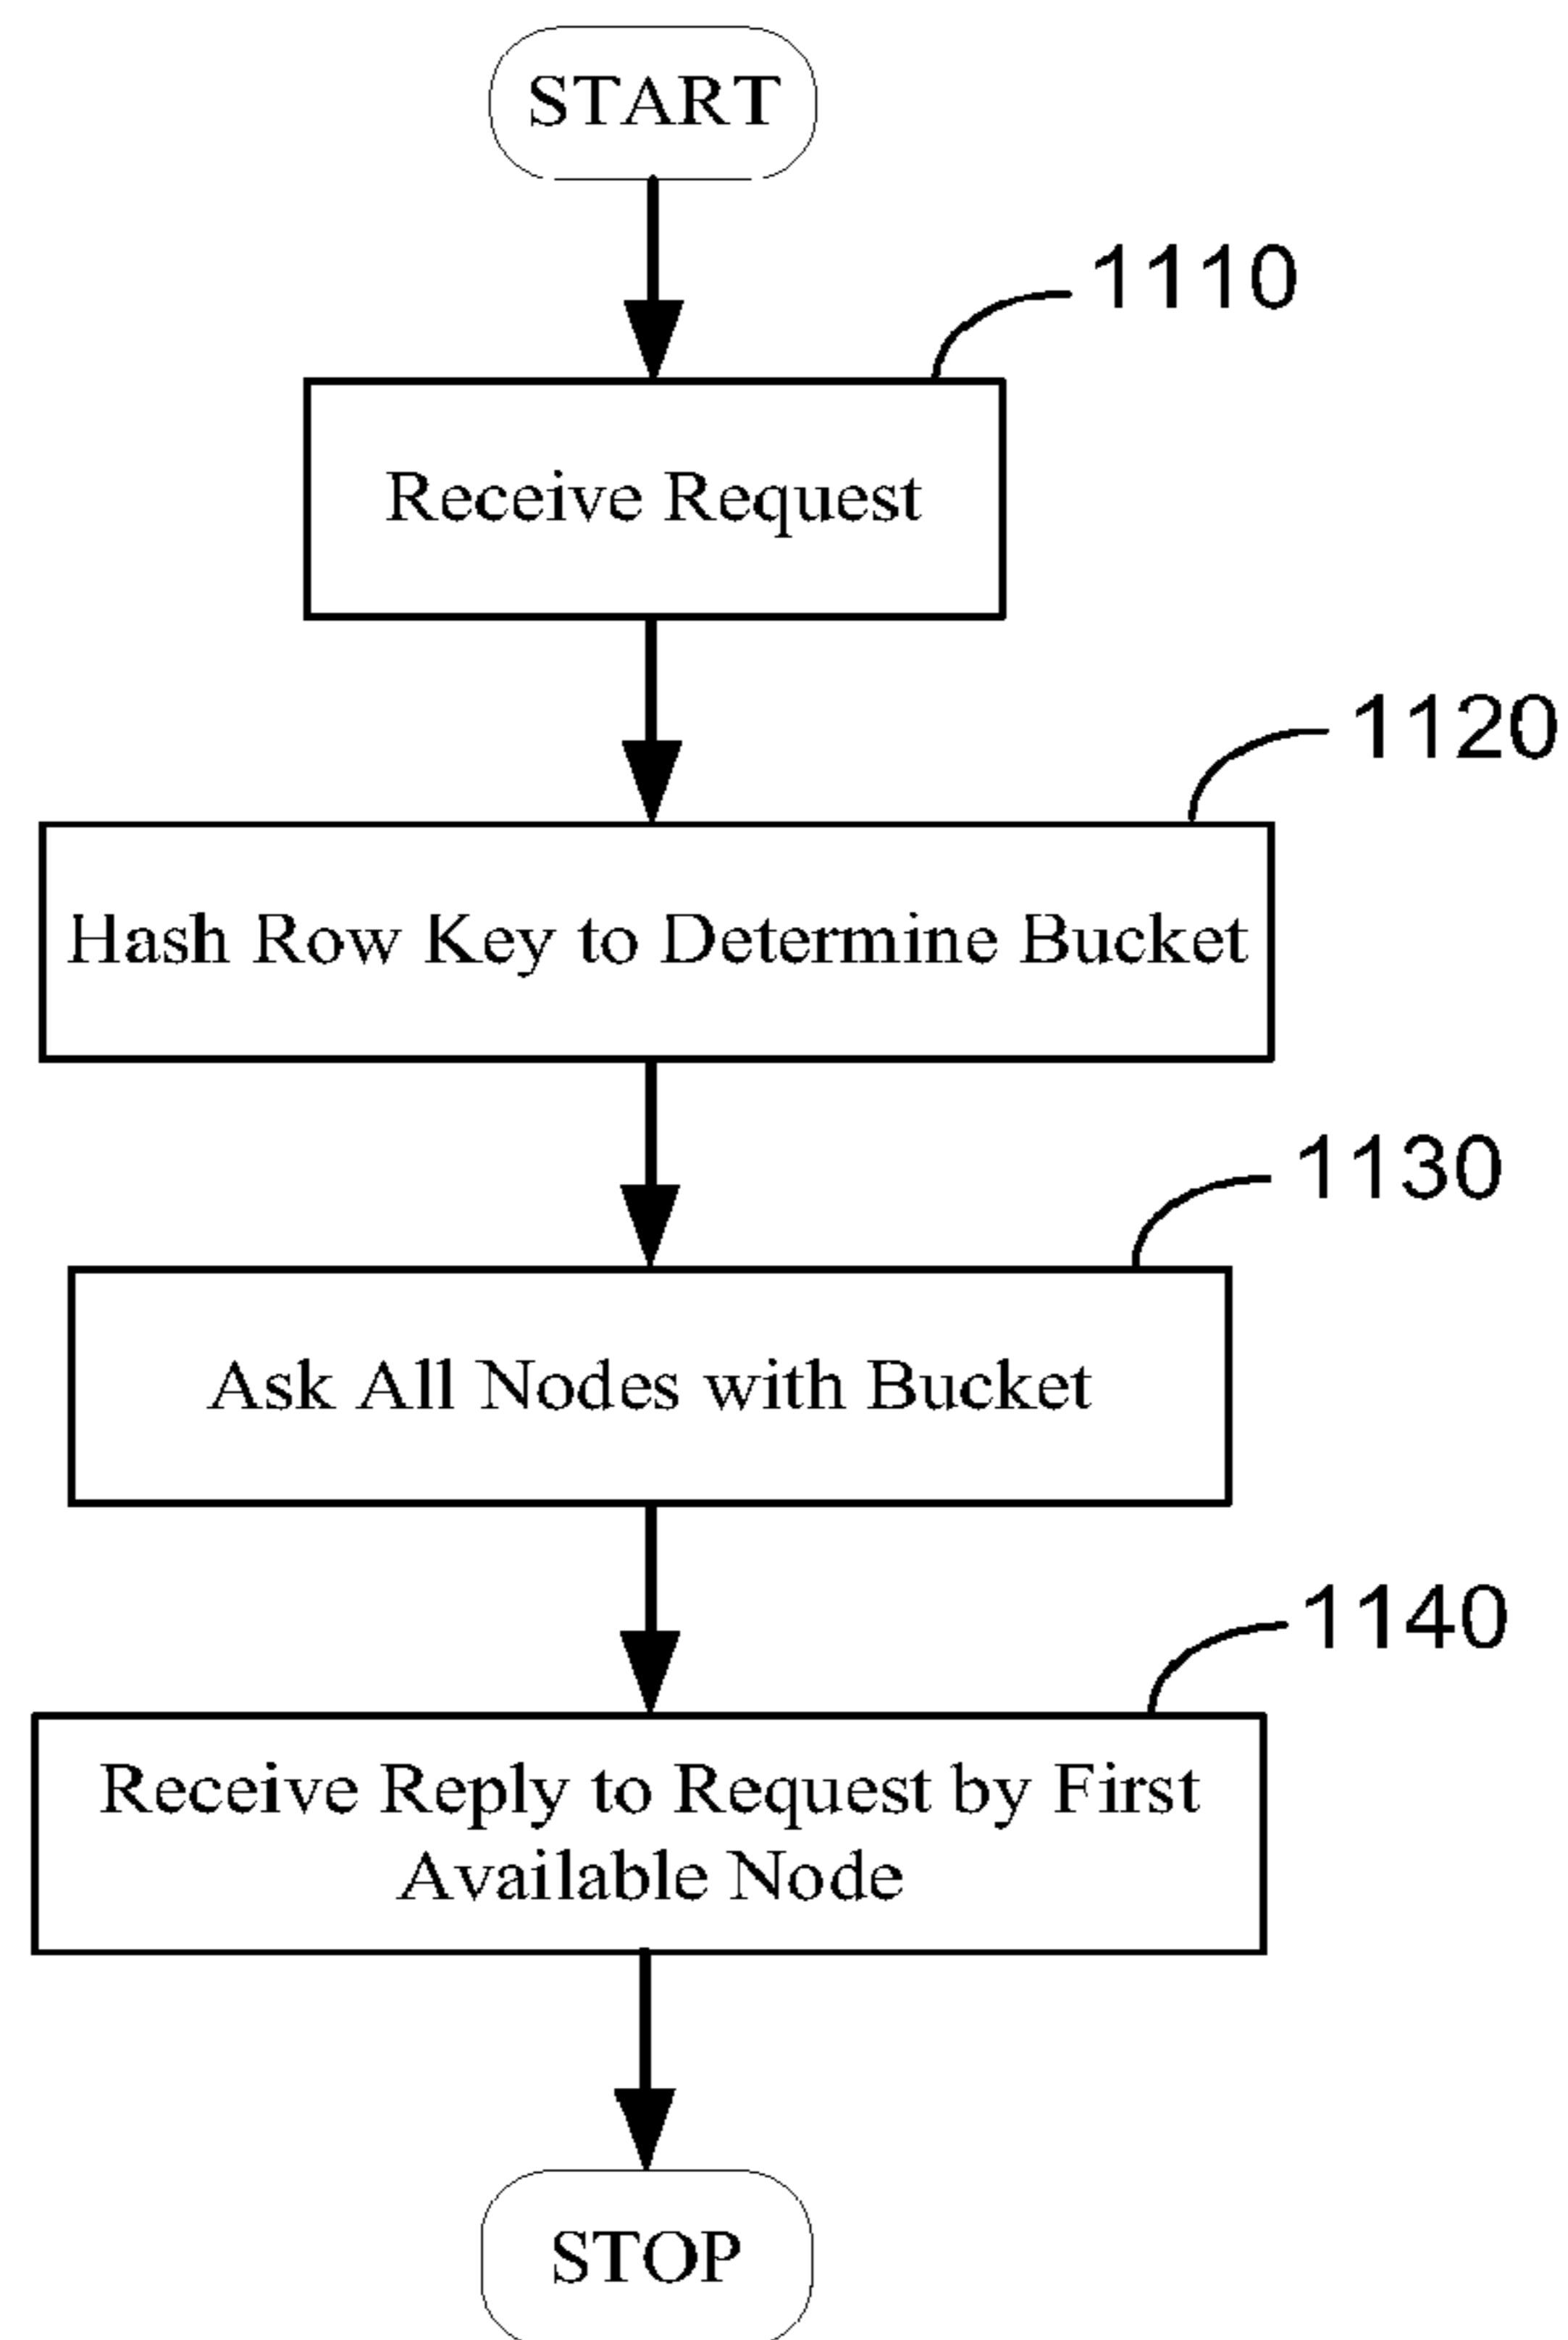 START
1110
Receive Request
1120
Hash Row Key to Determine Bucket
1130
Ask All Nodes with Bucket
1140
Receive Reply to Request by First
Available Node
STOP